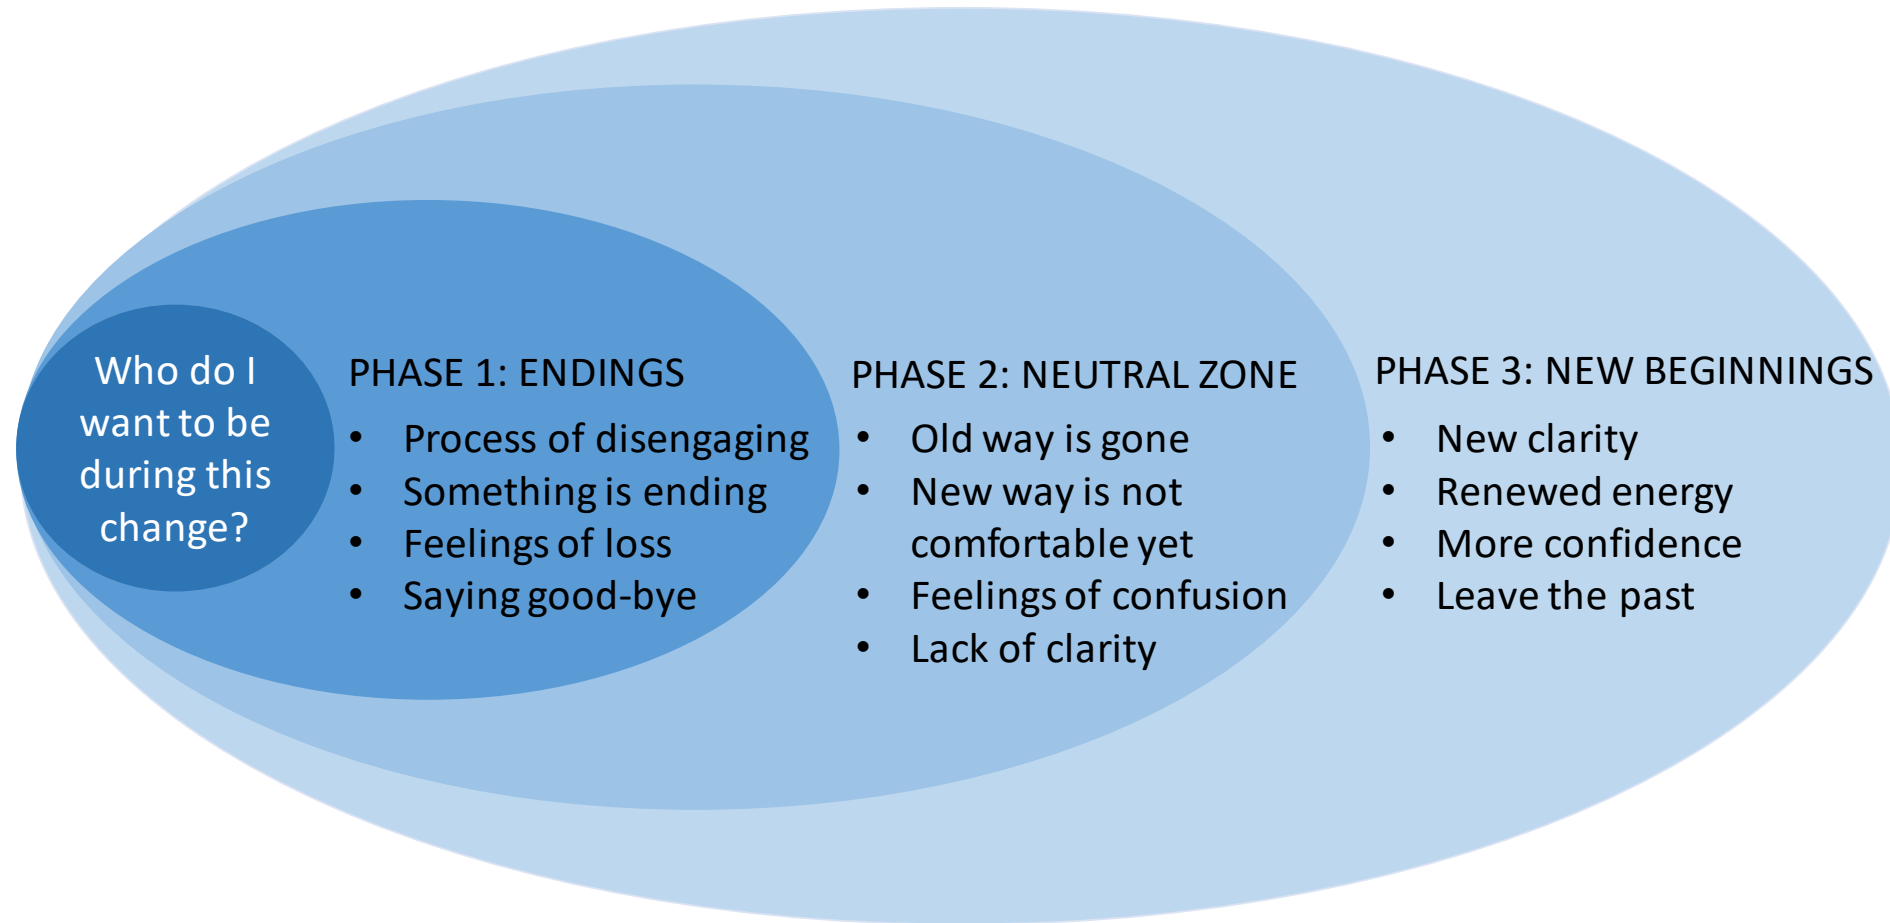 Who do I
want to be
during this
change?
PHASE 1: ENDINGS
• Process of disengaging
• Something is ending
• Feelings of loss
• Saying good-bye
PHASE 2: NEUTRAL ZONE
• Old way is gone
• New way is not
comfortable yet
• Feelings of confusion
• Lack of clarity
PHASE 3: NEW BEGINNINGS
• New clarity
• Renewed energy
• More confidence
• Leave the past